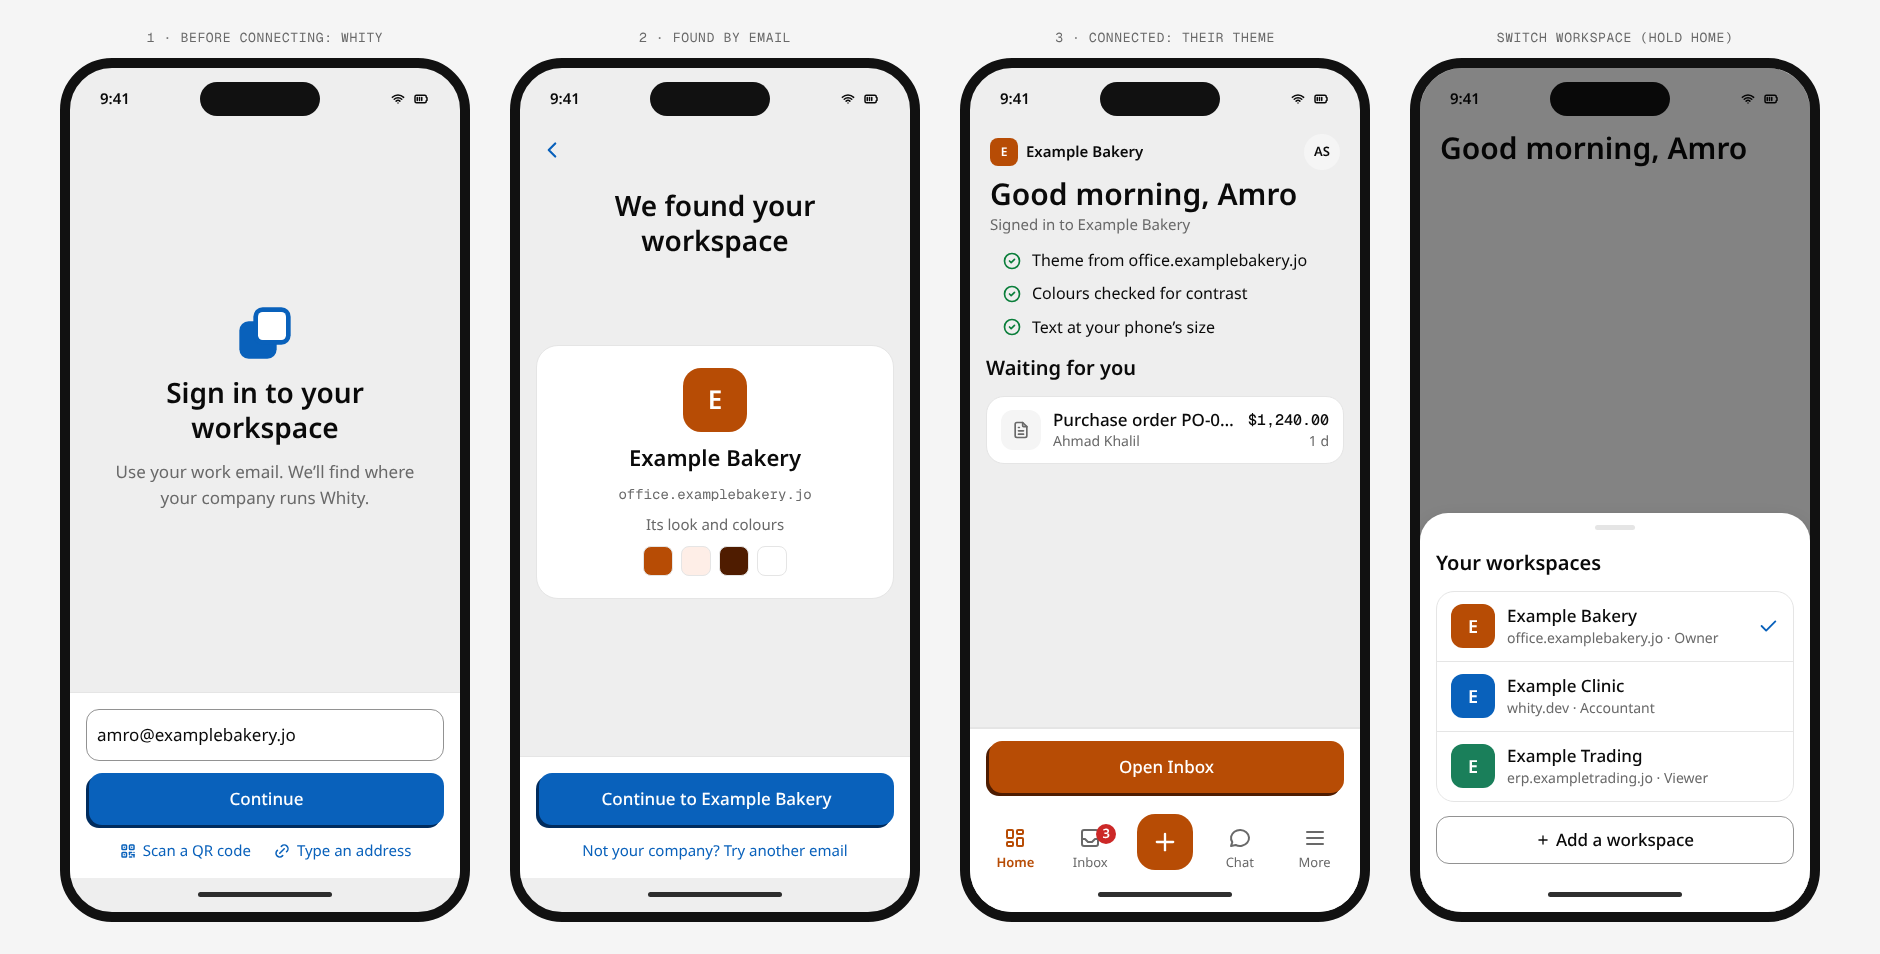 1 · BEFORE CONNECTING: WHITY
9:41
Sign in to your
workspace
Use your work email. We’ll find where
your company runs Whity.
amro@examplebakery.jo
Continue
Scan a QR code
Type an address
2 · FOUND BY EMAIL
9:41
We found your
workspace
E
Example Bakery
office.examplebakery.jo
Its look and colours
Continue to Example Bakery
Not your company? Try another email
3 · CONNECTED: THEIR THEME
9:41
E Example Bakery AS
Good morning, Amro
Signed in to Example Bakery
Theme from office.examplebakery.jo
Colours checked for contrast
Text at your phone’s size
Waiting for you
Purchase order PO-0... $1,240.00
Ahmad Khalil 1 d
Open Inbox
3
Home Inbox Chat More
SWITCH WORKSPACE (HOLD HOME)
9:41
Good morning, Amro
Your workspaces
E Example Bakery
office.examplebakery.jo · Owner
E Example Clinic
whity.dev · Accountant
E Example Trading
erp.exampletrading.jo · Viewer
+ Add a workspace